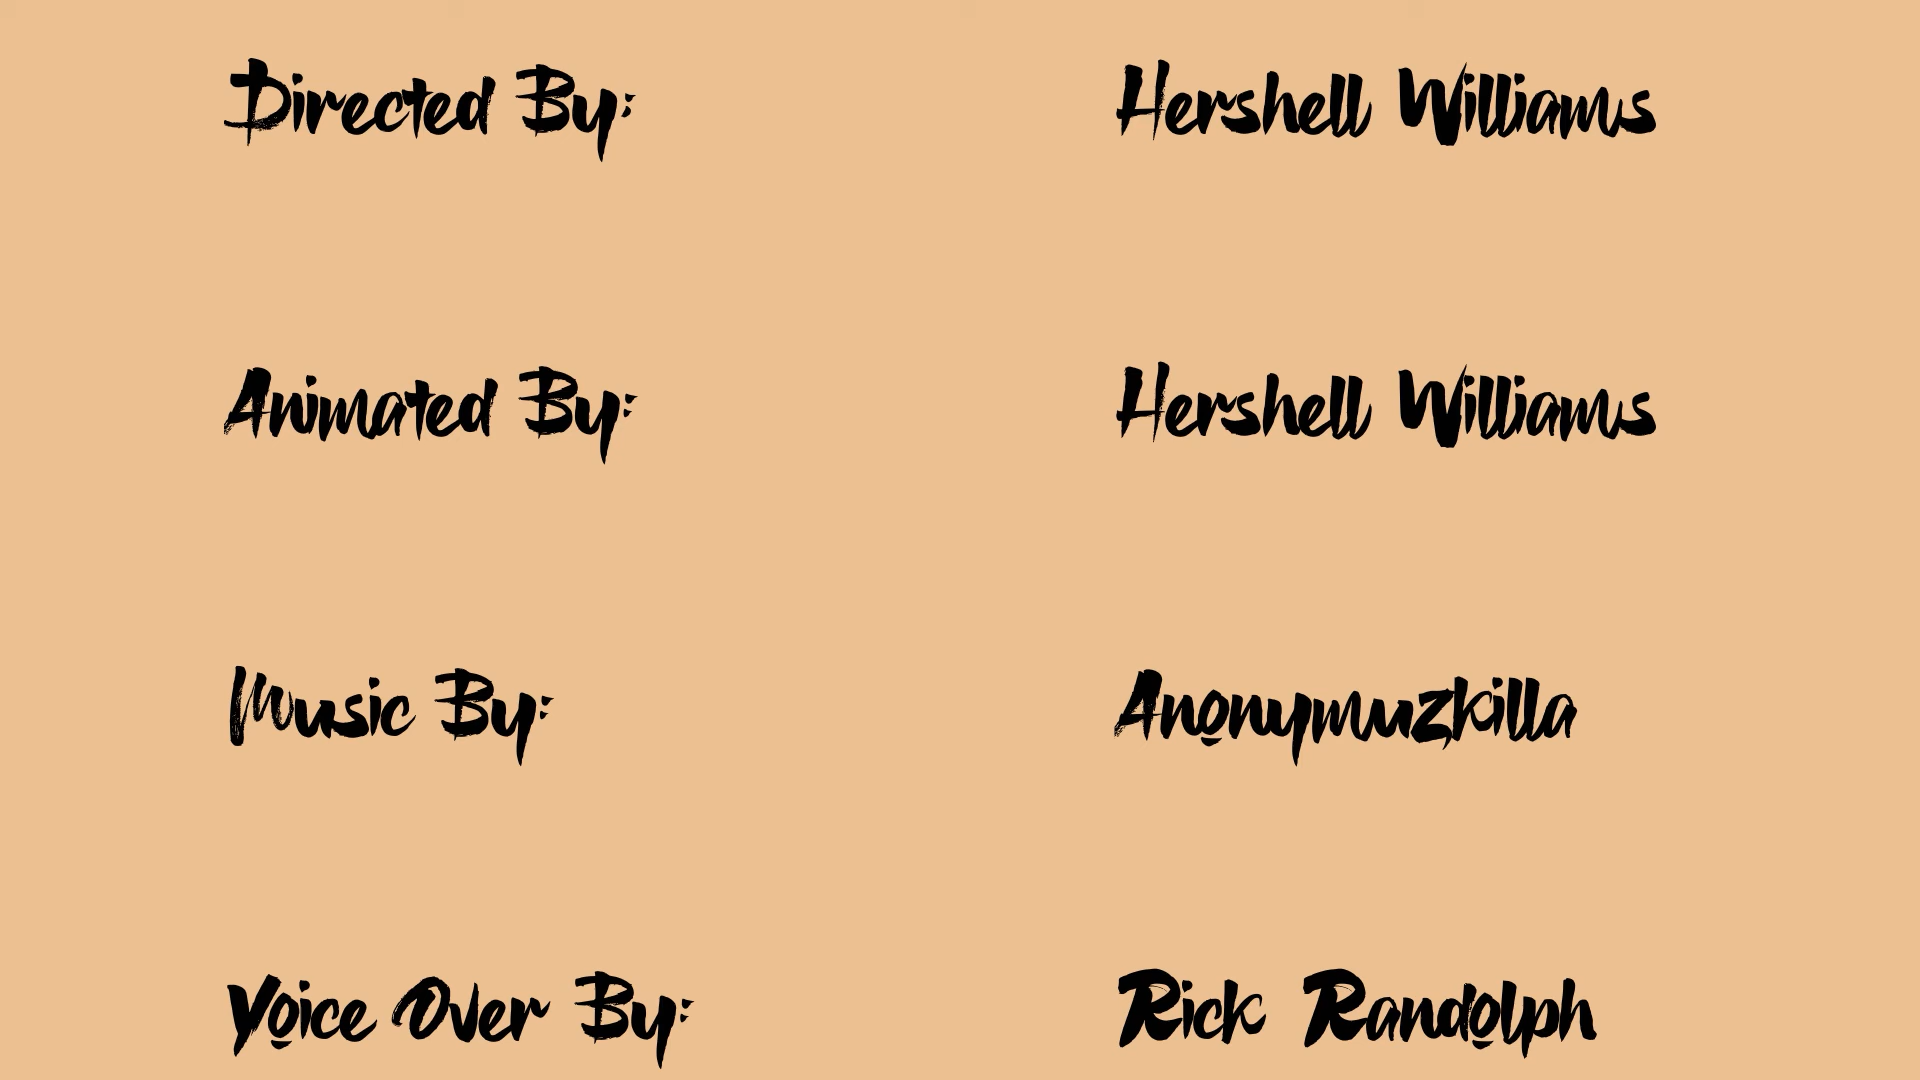 Directed By: Hershell Williams
Animated By: Hershell Williams
Music By: Anonymuzkilla
Voice Over By: Rick Randolph